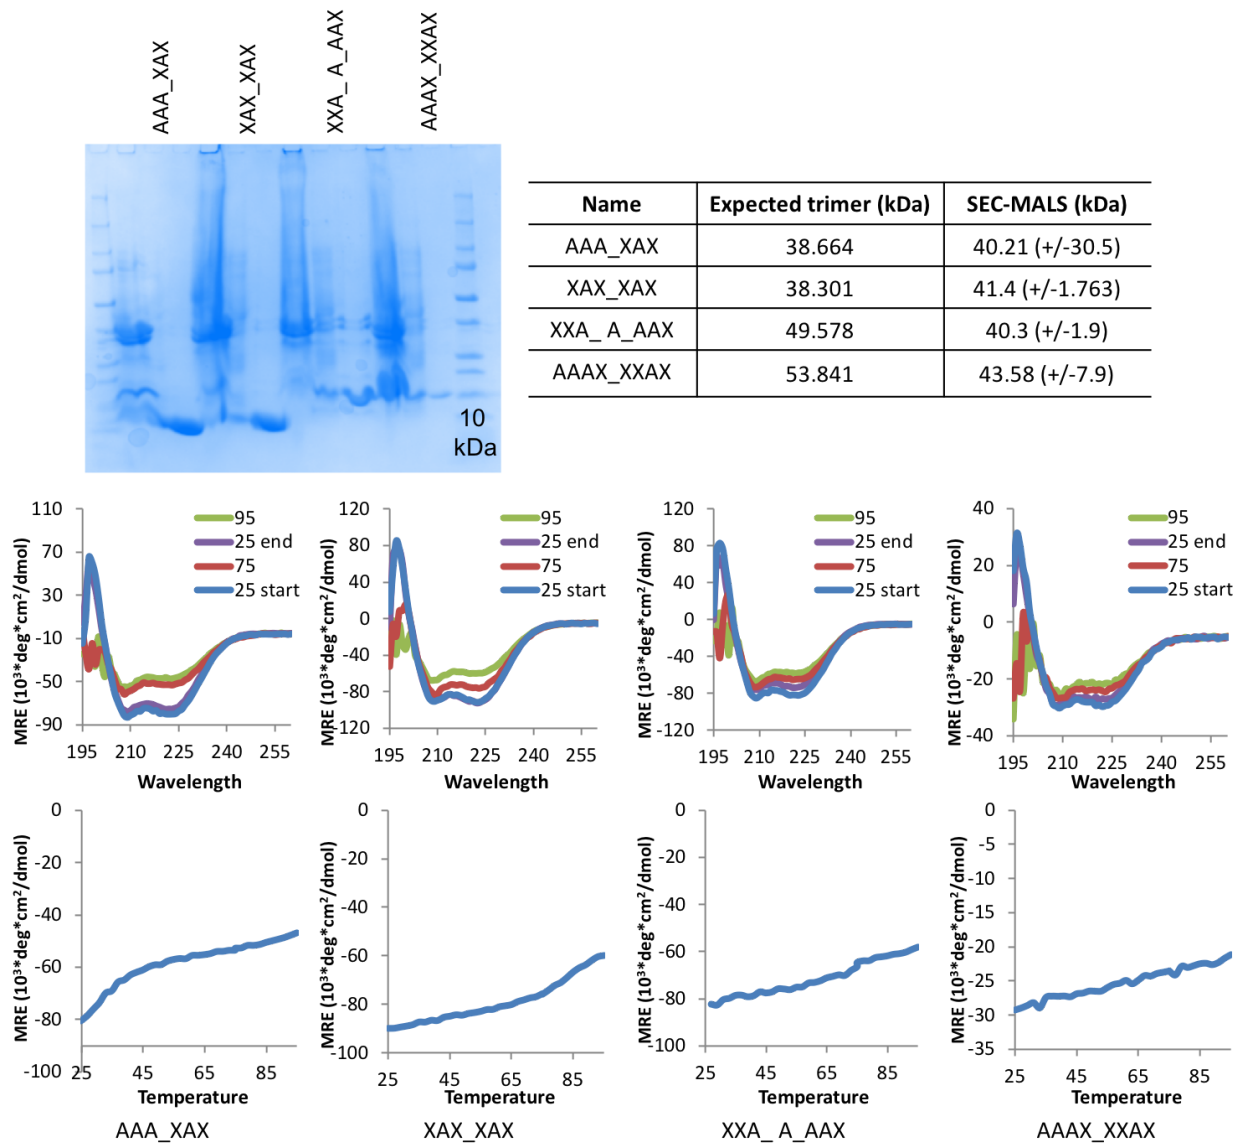 AAA_XAX
XAX_XAX
XXA_ A_AAX
AAAX_XXAX
10
kDa
Name Expected trimer (kDa) SEC-MALS (kDa)
AAA_XAX 38.664 40.21 (+/-30.5)
XAX_XAX 38.301 41.4 (+/-1.763)
XXA_ A_AAX 49.578 40.3 (+/-1.9)
AAAX_XXAX 53.841 43.58 (+/-7.9)
MRE (10³*deg*cm²/dmol)
110
70
30
-10
-50
-90
195 210 225 240 255
Wavelength
95
25 end
75
25 start
MRE (10³*deg*cm²/dmol)
120
80
40
0
-40
-80
-120
195 210 225 240 255
Wavelength
95
25 end
75
25 start
MRE (10³*deg*cm²/dmol)
120
80
40
0
-40
-80
-120
195 210 225 240 255
Wavelength
95
25 end
75
25 start
MRE (10³*deg*cm²/dmol)
40
20
0
-20
-40
195 210 225 240 255
Wavelength
95
25 end
75
25 start
MRE (10³*deg*cm²/dmol)
0
-20
-40
-60
-80
-100
25 45 65 85
Temperature
AAA_XAX
MRE (10³*deg*cm²/dmol)
0
-20
-40
-60
-80
-100
25 45 65 85
Temperature
XAX_XAX
MRE (10³*deg*cm²/dmol)
0
-20
-40
-60
-80
-100
25 45 65 85
Temperature
XXA_ A_AAX
MRE (10³*deg*cm²/dmol)
0
-5
-10
-15
-20
-25
-30
-35
25 45 65 85
Temperature
AAAX_XXAX